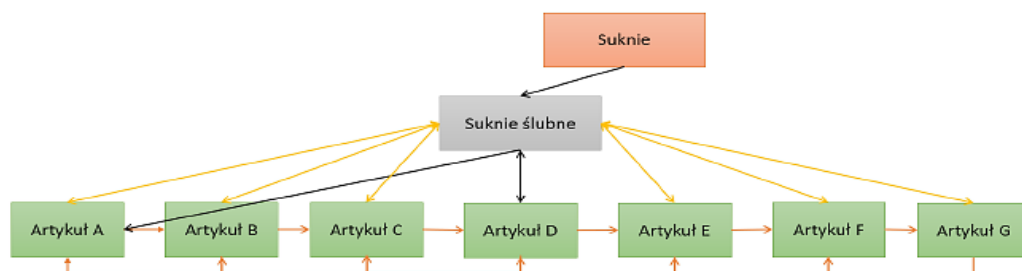 Suknie
Suknie ślubne
Artykuł A
Artykuł B
Artykuł C
Artykuł D
Artykuł E
Artykuł F
Artykuł G